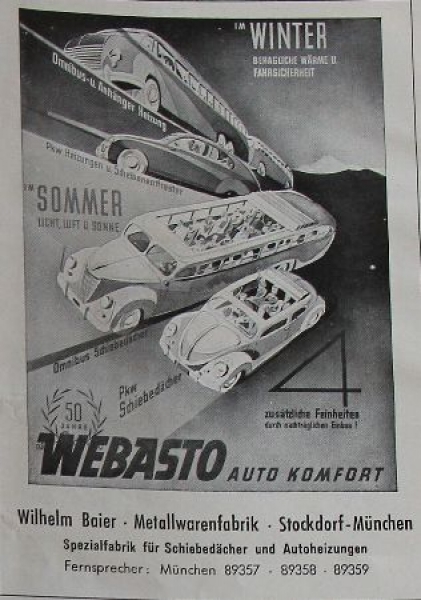 IM
WINTER
BEHAGLICHE WÄRME U.
FAHRSICHERHEIT
Omnibus-u Anhänger Heizung
Pkw Heizungen u Scheibenentfroster
IM
SOMMER
LICHT, LUFT U SONNE
Omnibus Schiebedächer
Pkw
Schiebedächer
4
zusätzliche Feinheiten
durch nachträglichen Einbau!
50
JAHRE
WEBASTO AUTO KOMFORT
Wilhelm Baier · Metallwarenfabrik · Stockdorf-München
Spezialfabrik für Schiebedächer und Autoheizungen
Fernsprecher: München 89357 · 89358 · 89359